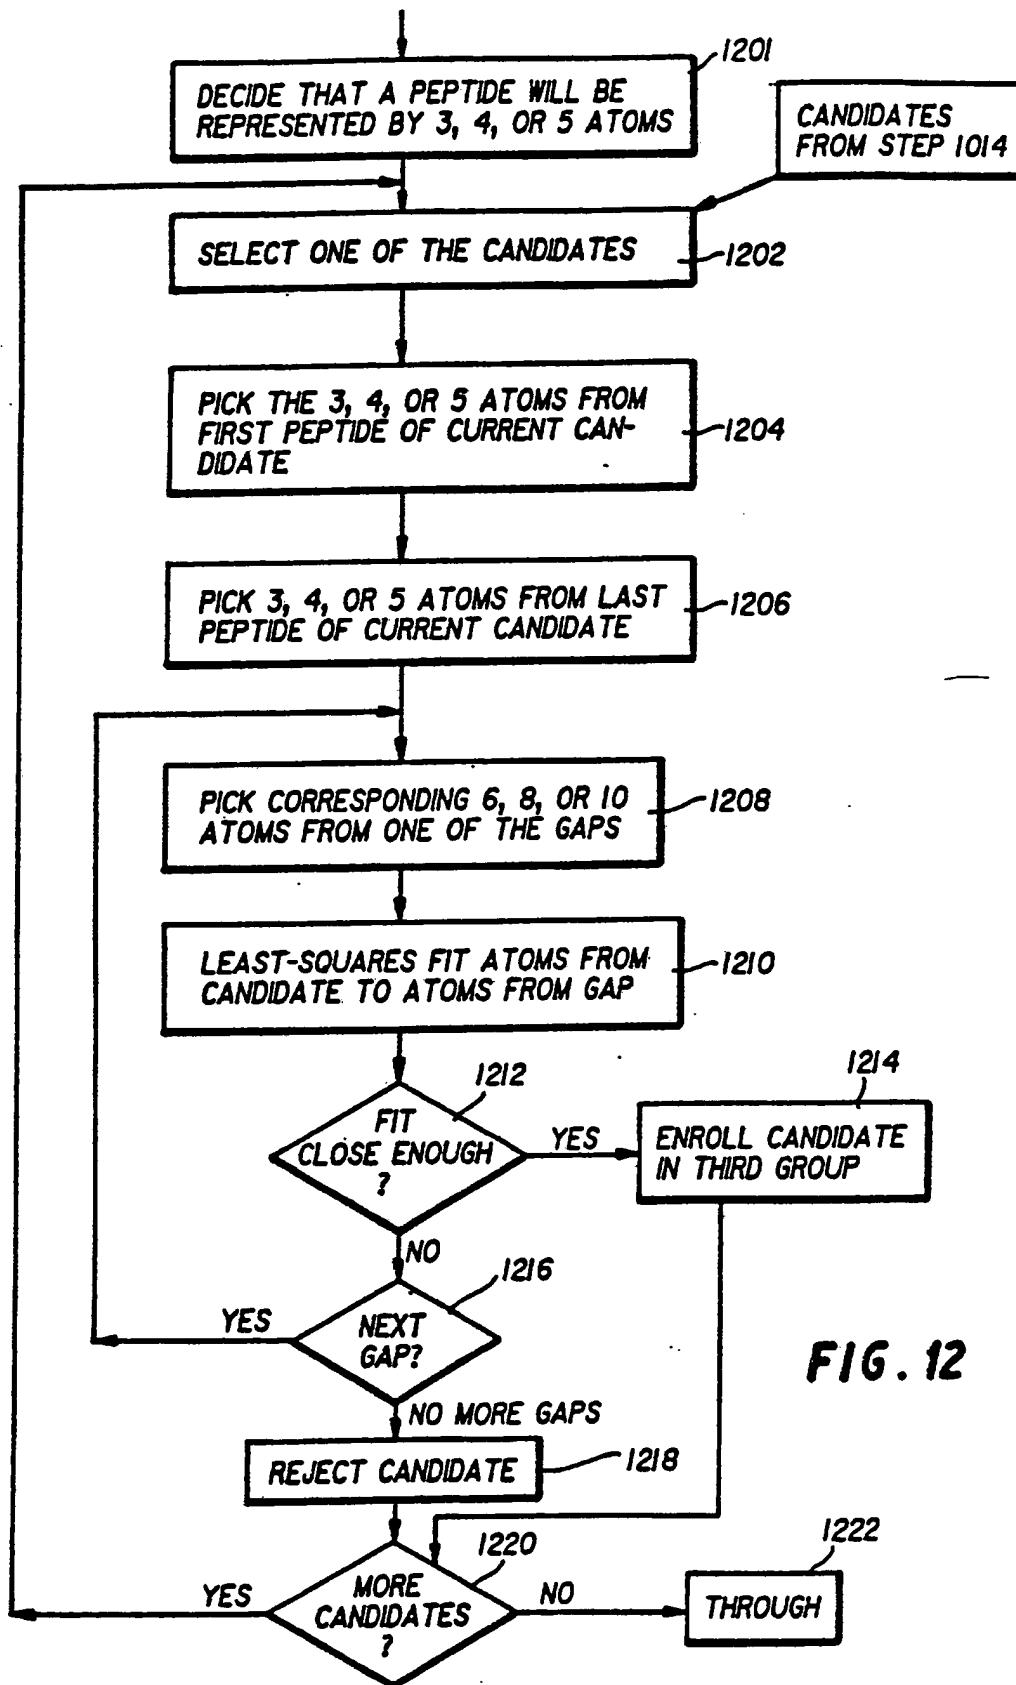 1201
DECIDE THAT A PEPTIDE WILL BE
REPRESENTED BY 3, 4, OR 5 ATOMS
CANDIDATES
FROM STEP 1014
SELECT ONE OF THE CANDIDATES
1202
PICK THE 3, 4, OR 5 ATOMS FROM
FIRST PEPTIDE OF CURRENT CAN-
DIDATE
1204
PICK 3, 4, OR 5 ATOMS FROM LAST
PEPTIDE OF CURRENT CANDIDATE
1206
PICK CORRESPONDING 6, 8, OR 10
ATOMS FROM ONE OF THE GAPS
1208
LEAST-SQUARES FIT ATOMS FROM
CANDIDATE TO ATOMS FROM GAP
1210
1212
FIT
CLOSE ENOUGH
?
YES
1214
ENROLL CANDIDATE
IN THIRD GROUP
NO
1216
NEXT
GAP?
YES
FIG. 12
NO MORE GAPS
REJECT CANDIDATE
1218
1220
MORE
CANDIDATES
?
YES
NO
1222
THROUGH